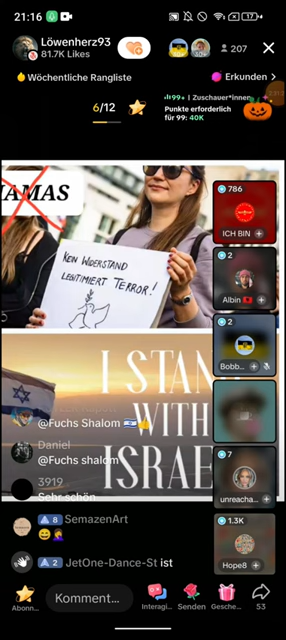 21:16
17
Löwenherz93
81.7K Likes
207
Wöchentliche Rangliste
Erkunden >
6/12
99+ | Zuschauer*innen
Punkte erforderlich
für 99: 40K
HAMAS
KEIN WIDERSTAND
LEGITIMIERT TERROR!
786
ICH BIN
2
Albin
2
Bobb...
I STAN
WITH
ISRAE
@Fuchs Shalom
Daniel
@Fuchs shalom
3919
Sehr schön
7
unreacha...
8 SemazenArt
1.3K
Hope8
2 JetOne-Dance-St ist
Abonn...
Komment...
Interagi...
Senden
Gesche...
53